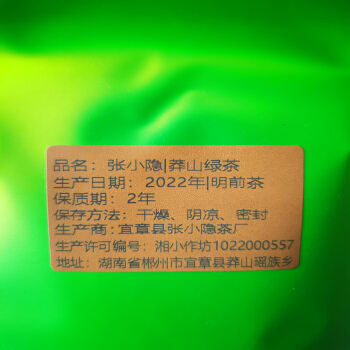 品名：张小隐|莽山绿茶
生产日期：2022年|明前茶
保质期：2年
保存方法：干燥、阴凉、密封
生产商：宜章县张小隐茶厂
生产许可编号：湘小作坊1022000557
地址：湖南省郴州市宜章县莽山瑶族乡